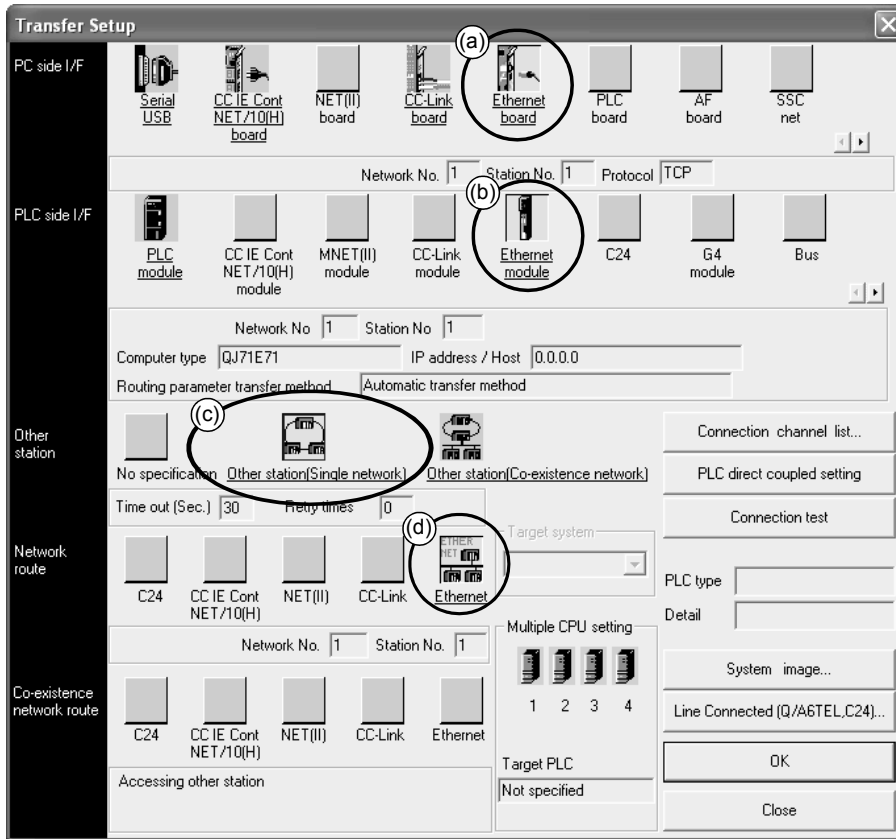 Transfer Setup
(a)
PC side I/F
Serial USB
CC IE Cont NET/10(H) board
NET(II) board
CC-Link board
Ethernet board
PLC board
AF board
SSC net
Network No. 1 Station No. 1 Protocol TCP
(b)
PLC side I/F
PLC module
CC IE Cont NET/10(H) module
MNET(II) module
CC-Link module
Ethernet module
C24
G4 module
Bus
Network No 1 Station No 1
Computer type QJ71E71 IP address / Host 0.0.0.0
Routing parameter transfer method Automatic transfer method
(c)
Other station
No specification
Other station(Single network)
Other station(Co-existence network)
Time out (Sec.) 30 Retry times 0
(d)
Network route
C24
CC IE Cont NET/10(H)
NET(II)
CC-Link
ETHER NET
Ethernet
Target system
Network No. 1 Station No. 1
Co-existence network route
C24
CC IE Cont NET/10(H)
NET(II)
CC-Link
Ethernet
Accessing other station
Multiple CPU setting
1 2 3 4
Target PLC
Not specified
Connection channel list...
PLC direct coupled setting
Connection test
PLC type
Detail
System image...
Line Connected (Q/A6TEL,C24)...
OK
Close